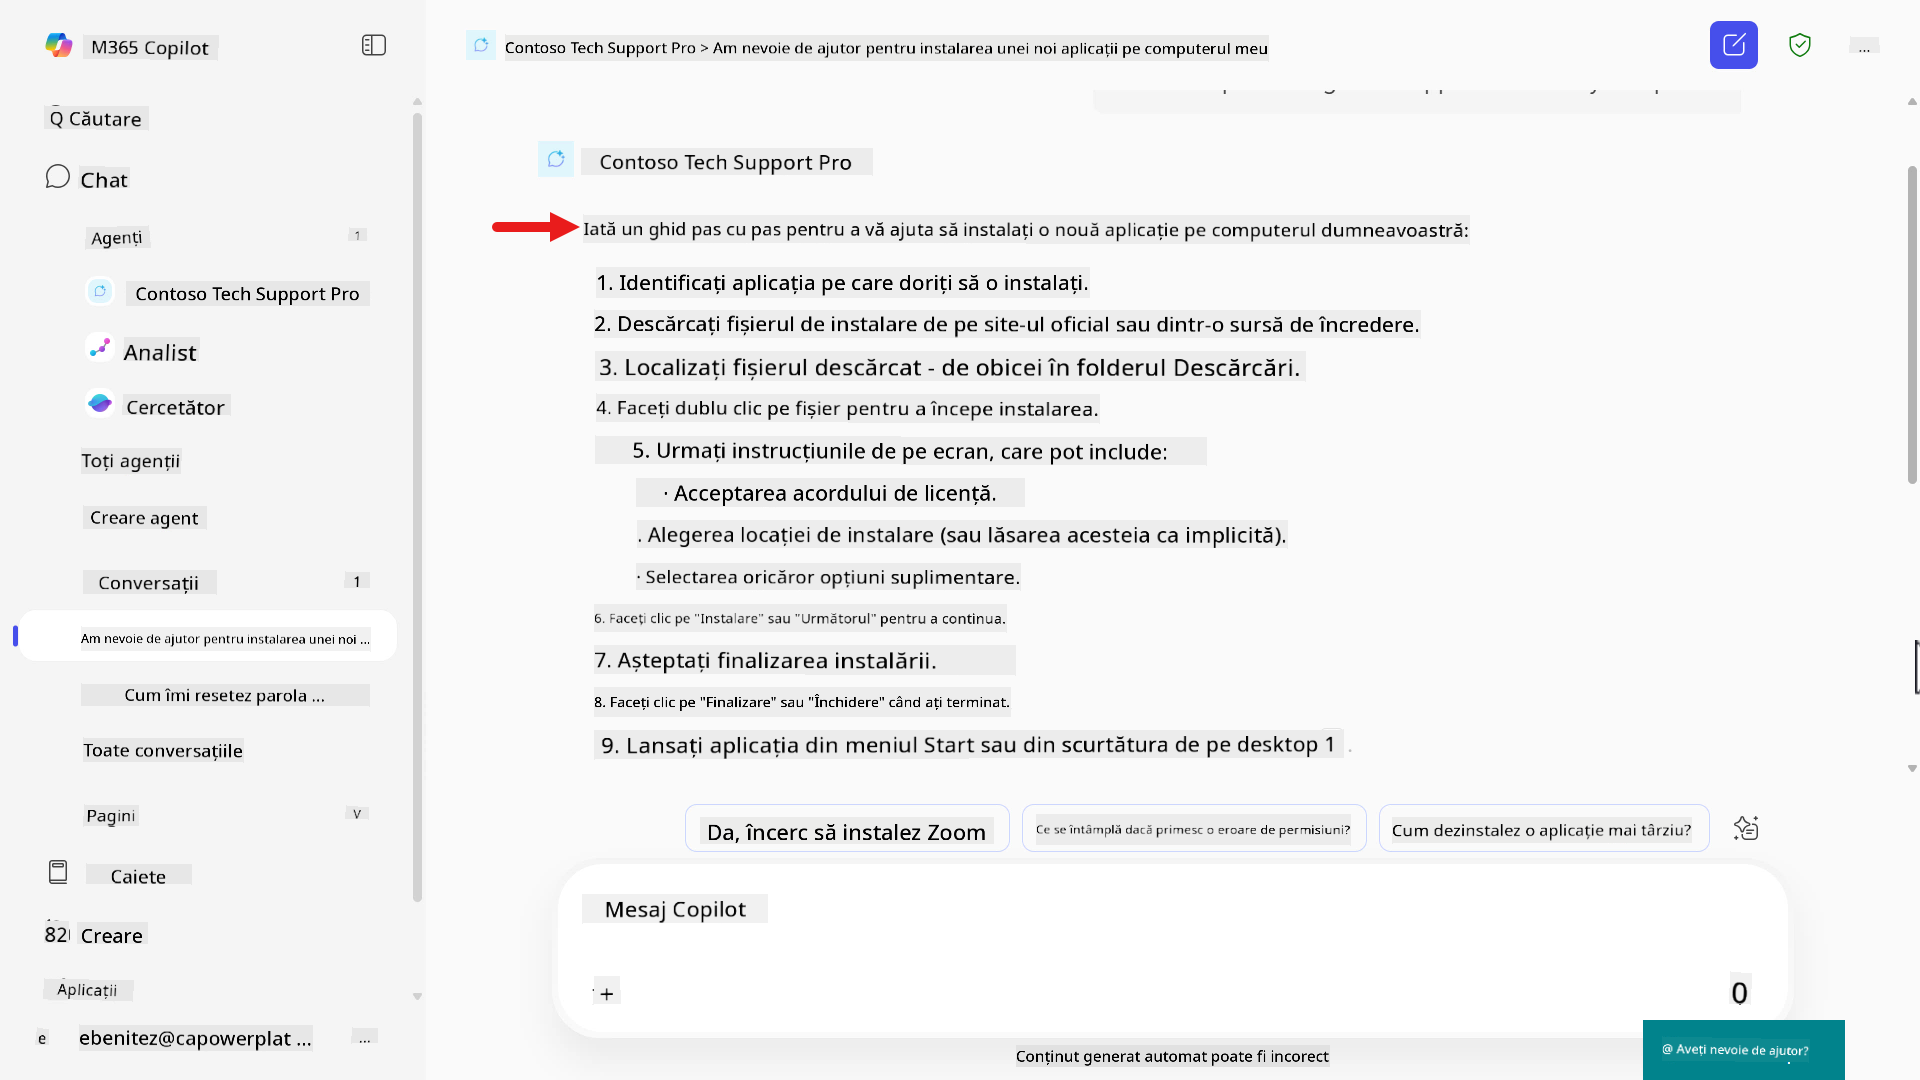 M365 Copilot
Căutare
Chat
Agenți
Contoso Tech Support Pro
Analist
Cercetător
Toți agenții
Creare agent
Conversații
Am nevoie de ajutor pentru instalarea unei noi ...
Cum îmi resetez parola ...
Toate conversațiile
Pagini
Caiete
Creare
Aplicații
e ebenitez@capowerplat ... ...
Contoso Tech Support Pro > Am nevoie de ajutor pentru instalarea unei noi aplicații pe computerul meu
...
Contoso Tech Support Pro
Iată un ghid pas cu pas pentru a vă ajuta să instalați o nouă aplicație pe computerul dumneavoastră:
1. Identificați aplicația pe care doriți să o instalați.
2. Descărcați fișierul de instalare de pe site-ul oficial sau dintr-o sursă de încredere.
3. Localizați fișierul descărcat - de obicei în folderul Descărcări.
4. Faceți dublu clic pe fișier pentru a începe instalarea.
5. Urmați instrucțiunile de pe ecran, care pot include:
· Acceptarea acordului de licență.
. Alegerea locației de instalare (sau lăsarea acesteia ca implicită).
· Selectarea oricăror opțiuni suplimentare.
6. Faceți clic pe "Instalare" sau "Următorul" pentru a continua.
7. Așteptați finalizarea instalării.
8. Faceți clic pe "Finalizare" sau "Închidere" când ați terminat.
9. Lansați aplicația din meniul Start sau din scurtătura de pe desktop 1 .
Da, încerc să instalez Zoom
Ce se întâmplă dacă primesc o eroare de permisiuni?
Cum dezinstalez o aplicație mai târziu?
Mesaj Copilot
+
0
Conținut generat automat poate fi incorect
@ Aveți nevoie de ajutor?